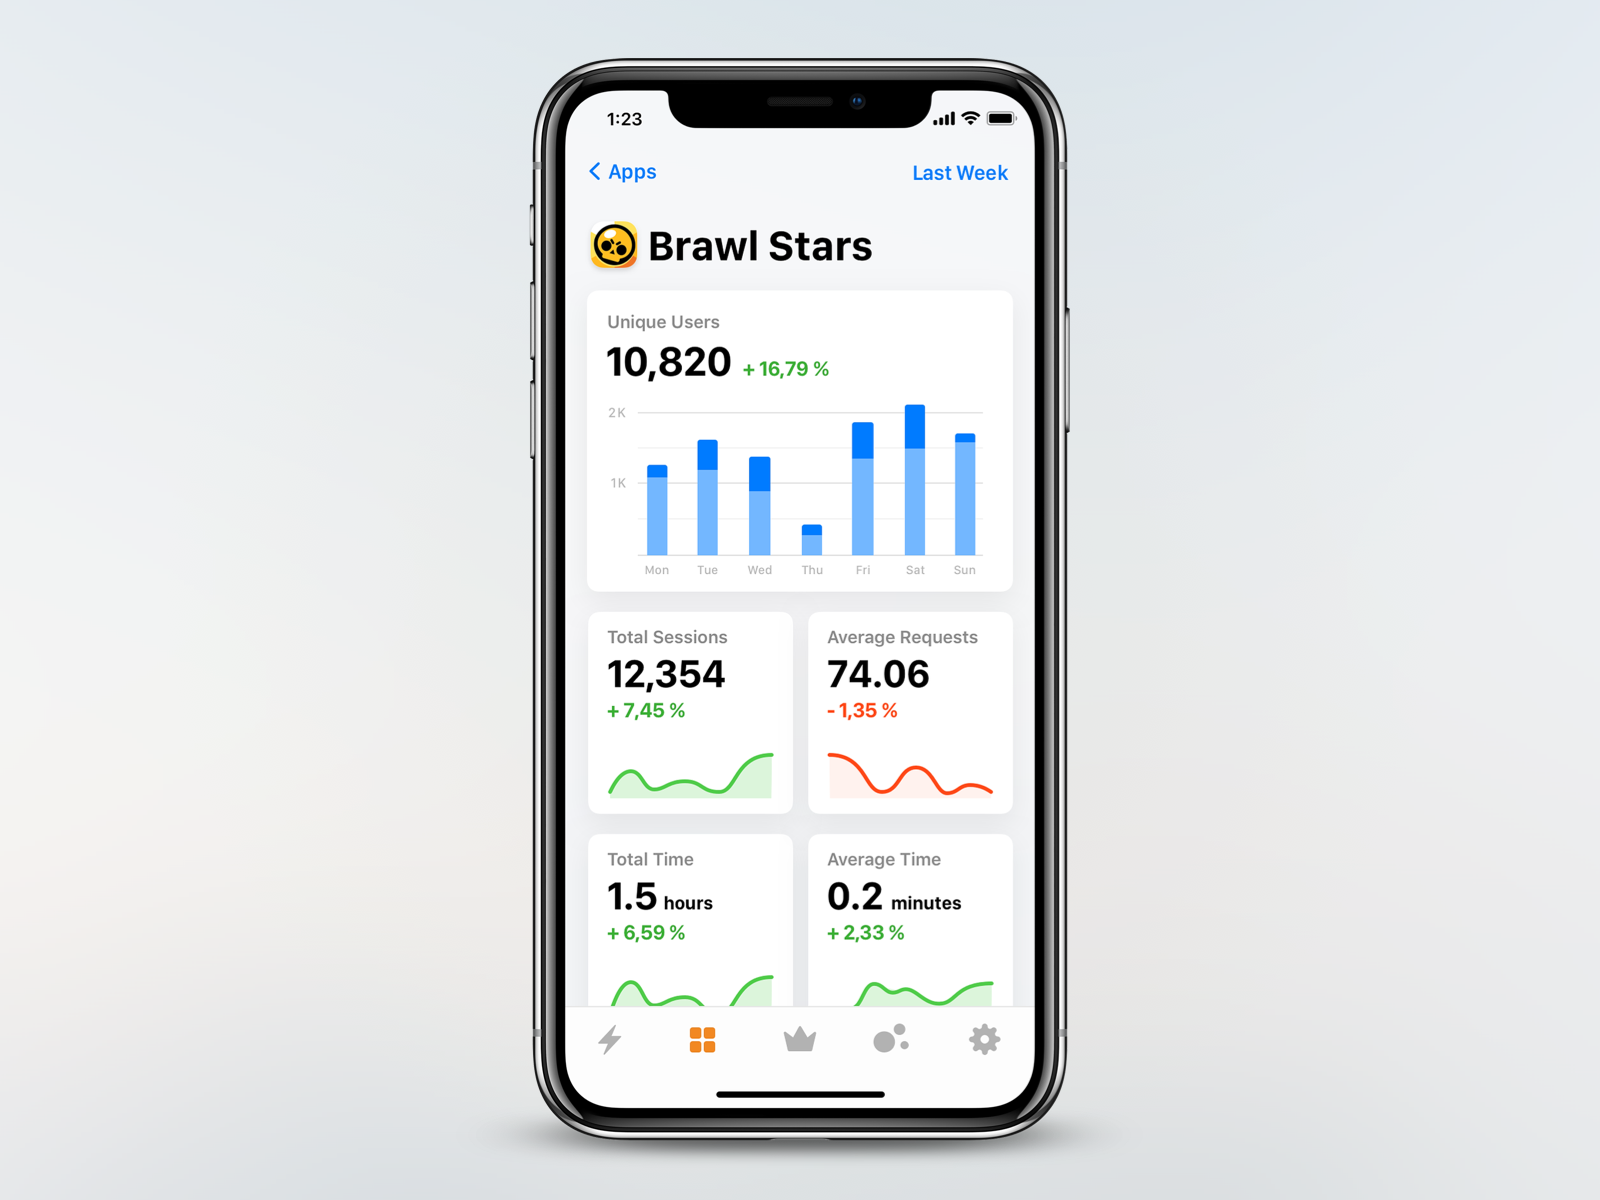 1:23
Apps
Last Week
Brawl Stars
Unique Users
10,820 + 16,79 %
2K
1K
Mon Tue Wed Thu Fri Sat Sun
Total Sessions
12,354
+ 7,45 %
Average Requests
74.06
- 1,35 %
Total Time
1.5 hours
+ 6,59 %
Average Time
0.2 minutes
+ 2,33 %